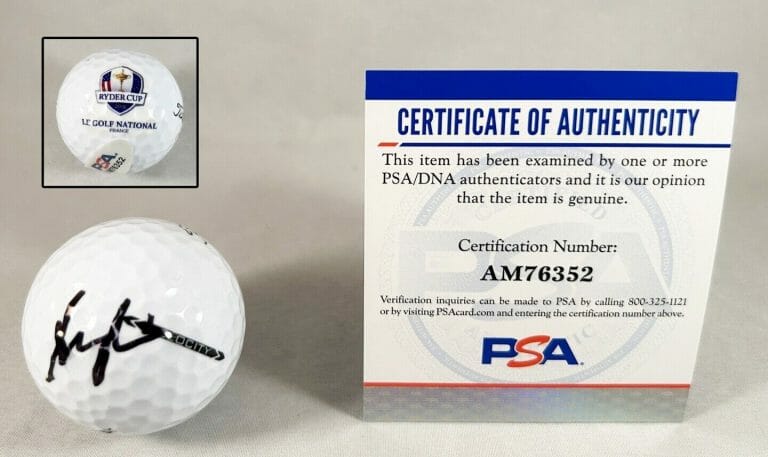 RYDER CUP
LE GOLF NATIONAL
FRANCE
PSA
AM76352
OCITY
CERTIFICATE OF AUTHENTICITY
This item has been examined by one or more
PSA/DNA authenticators and it is our opinion
that the item is genuine.
Certification Number:
AM76352
Verification inquiries can be made to PSA by calling 800-325-1121
or by visiting PSAcard.com and entering the certification number above.
PSA